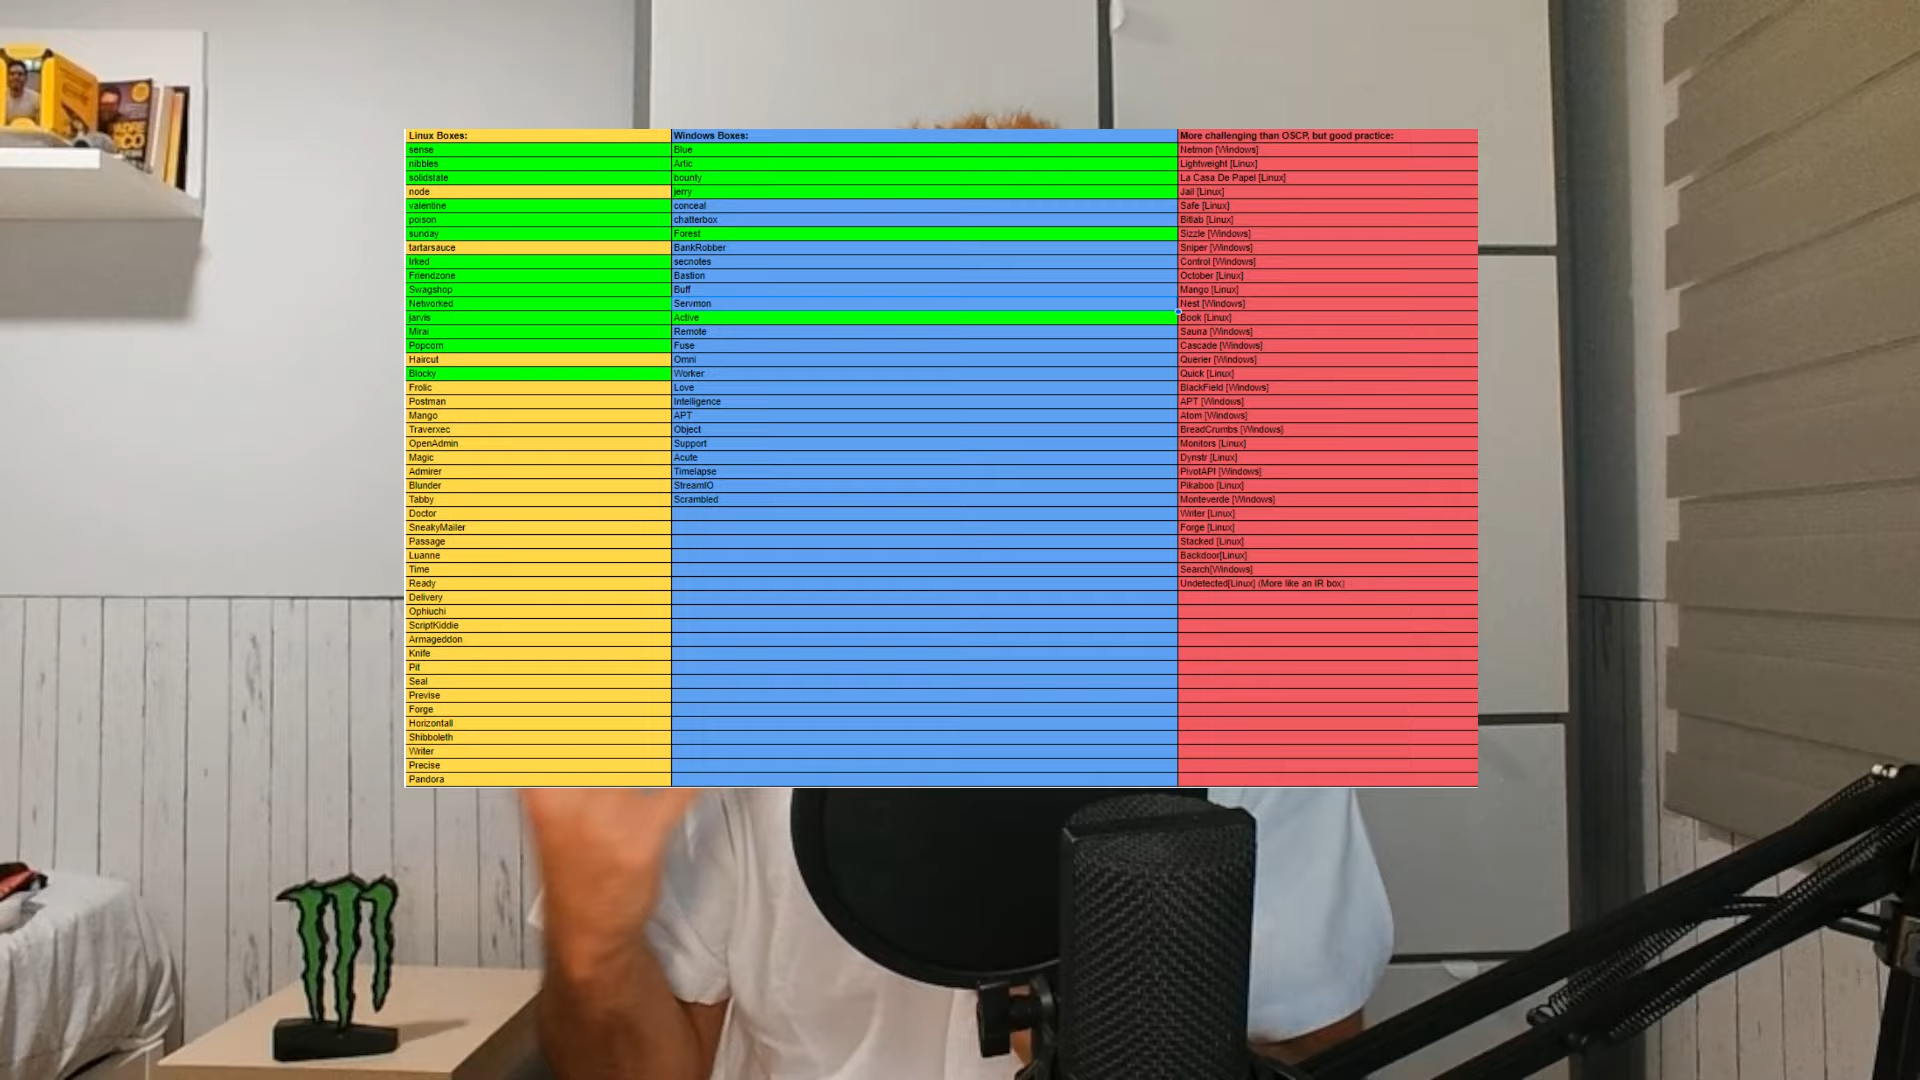 Linux Boxes: Windows Boxes: More challenging than OSCP, but good practice:
sense Blue Netmon [Windows]
nibbles Artic Lightweight [Linux]
solidstate bounty La Casa De Papel [Linux]
node jerry Jail [Linux]
valentine conceal Safe [Linux]
poison chatterbox Bitlab [Linux]
sunday Forest Sizzle [Windows]
tartarsauce BankRobber Sniper [Windows]
Irked secnotes Control [Windows]
Friendzone Bastion October [Linux]
Swagshop Buff Mango [Linux]
Networked Servmon Nest [Windows]
jarvis Active Book [Linux]
Mirai Remote Sauna [Windows]
Popcorn Fuse Cascade [Windows]
Haircut Omni Querier [Windows]
Blocky Worker Quick [Linux]
Frolic Love BlackField [Windows]
Postman Intelligence APT [Windows]
Mango APT Atom [Windows]
Traverxec Object BreadCrumbs [Windows]
OpenAdmin Support Monitors [Linux]
Magic Acute Dynstr [Linux]
Admirer Timelapse PivotAPI [Windows]
Blunder StreamIO Pikaboo [Linux]
Tabby Scrambled Monteverde [Windows]
Doctor Writer [Linux]
SneakyMailer Forge [Linux]
Passage Stacked [Linux]
Luanne Backdoor[Linux]
Time Search[Windows]
Ready Undetected[Linux] (More like an IR box)
Delivery
Ophiuchi
ScriptKiddie
Armageddon
Knife
Pit
Seal
Previse
Forge
Horizontall
Shibboleth
Writer
Precise
Pandora